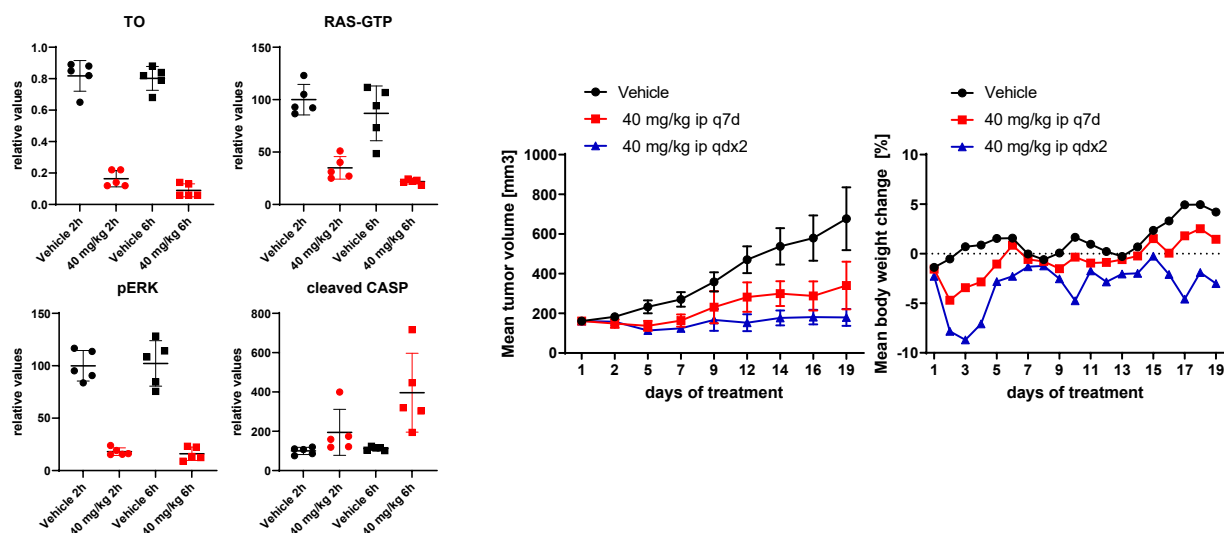 TO
relative values
1.0
0.8
0.6
0.4
0.2
0.0
Vehicle 2h
40 mg/kg 2h
Vehicle 6h
40 mg/kg 6h
RAS-GTP
relative values
150
100
50
0
Vehicle 2h
40 mg/kg 2h
Vehicle 6h
40 mg/kg 6h
pERK
relative values
150
100
50
0
Vehicle 2h
40 mg/kg 2h
Vehicle 6h
40 mg/kg 6h
cleaved CASP
relative values
800
600
400
200
0
Vehicle 2h
40 mg/kg 2h
Vehicle 6h
40 mg/kg 6h
Vehicle
40 mg/kg ip q7d
40 mg/kg ip qdx2
Mean tumor volume [mm3]
1000
800
600
400
200
0
1 2 5 7 9 12 14 16 19
days of treatment
Vehicle
40 mg/kg ip q7d
40 mg/kg ip qdx2
Mean body weight change [%]
10
5
0
-5
-10
1 3 5 7 9 11 13 15 17 19
days of treatment